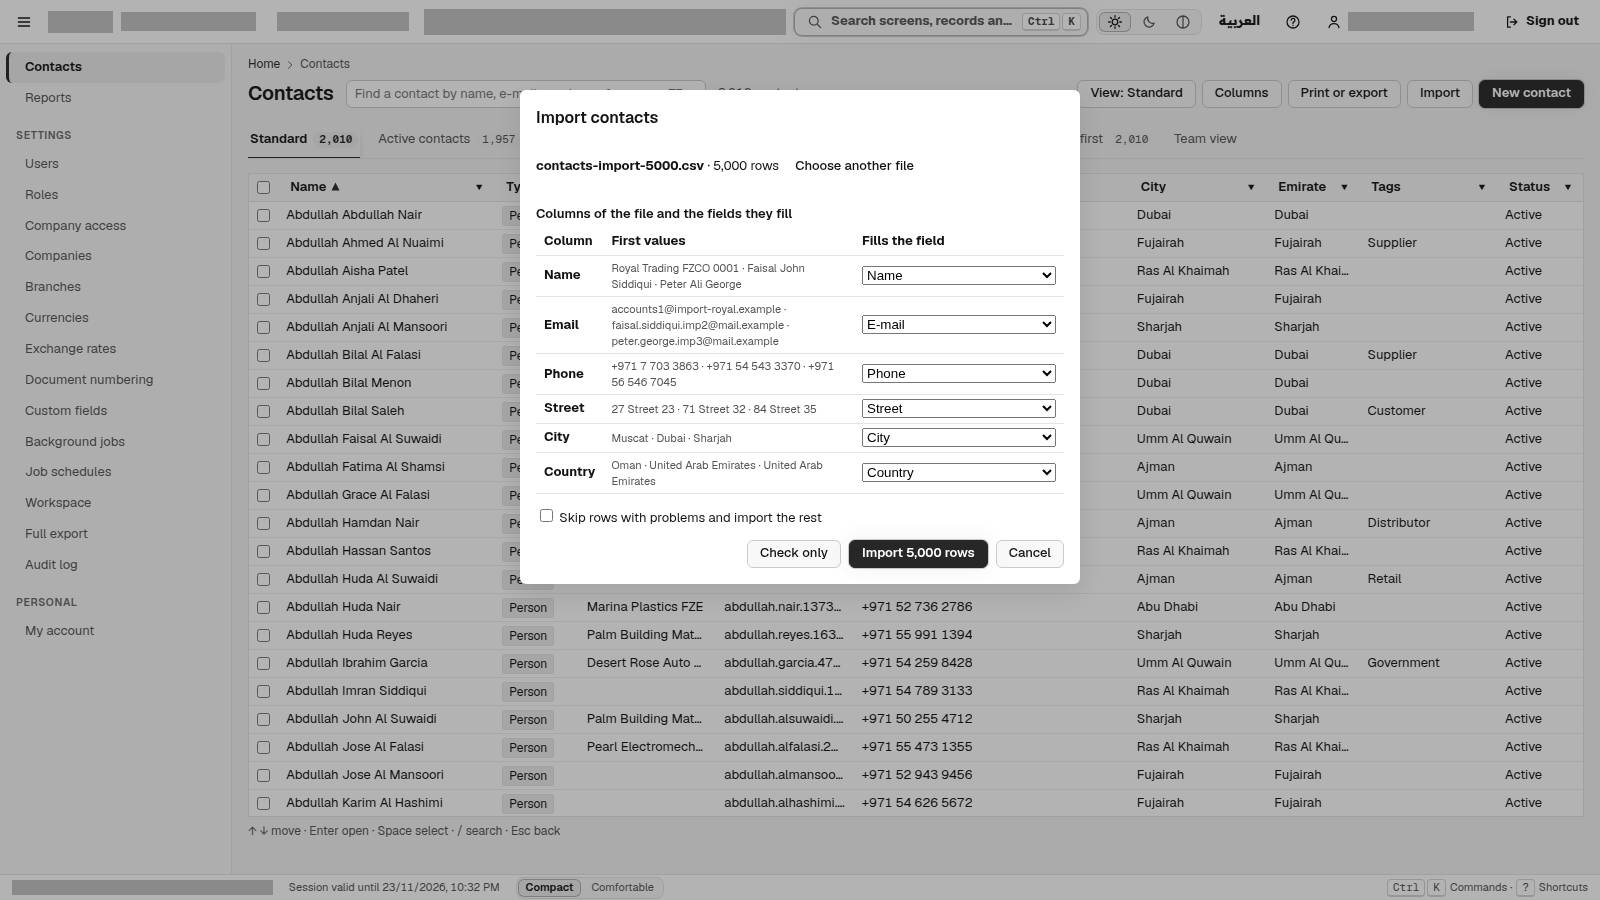 Search screens, records an... Ctrl K
العربية
Sign out
Contacts
Reports
SETTINGS
Users
Roles
Company access
Companies
Branches
Currencies
Exchange rates
Document numbering
Custom fields
Background jobs
Job schedules
Workspace
Full export
Audit log
PERSONAL
My account
Home > Contacts
Contacts
Find a contact by name, e-m
View: Standard
Columns
Print or export
Import
New contact
Standard 2,010
Active contacts 1,957
first 2,010
Team view
Name ▲ Ty City Emirate Tags Status
Abdullah Abdullah Nair Pe Dubai Dubai Active
Abdullah Ahmed Al Nuaimi Pe Fujairah Fujairah Supplier Active
Abdullah Aisha Patel Pe Ras Al Khaimah Ras Al Khai... Active
Abdullah Anjali Al Dhaheri Pe Fujairah Fujairah Active
Abdullah Anjali Al Mansoori Pe Sharjah Sharjah Active
Abdullah Bilal Al Falasi Pe Dubai Dubai Supplier Active
Abdullah Bilal Menon Pe Dubai Dubai Active
Abdullah Bilal Saleh Pe Dubai Dubai Customer Active
Abdullah Faisal Al Suwaidi Pe Umm Al Quwain Umm Al Qu... Active
Abdullah Fatima Al Shamsi Pe Ajman Ajman Active
Abdullah Grace Al Falasi Pe Umm Al Quwain Umm Al Qu... Active
Abdullah Hamdan Nair Pe Ajman Ajman Distributor Active
Abdullah Hassan Santos Pe Ras Al Khaimah Ras Al Khai... Active
Abdullah Huda Al Suwaidi Pe Ajman Ajman Retail Active
Abdullah Huda Nair Person Marina Plastics FZE abdullah.nair.1373... +971 52 736 2786 Abu Dhabi Abu Dhabi Active
Abdullah Huda Reyes Person Palm Building Mat... abdullah.reyes.163... +971 55 991 1394 Sharjah Sharjah Active
Abdullah Ibrahim Garcia Person Desert Rose Auto ... abdullah.garcia.47... +971 54 259 8428 Umm Al Quwain Umm Al Qu... Government Active
Abdullah Imran Siddiqui Person abdullah.siddiqui.1... +971 54 789 3133 Ras Al Khaimah Ras Al Khai... Active
Abdullah John Al Suwaidi Person Palm Building Mat... abdullah.alsuwaidi.... +971 50 255 4712 Sharjah Sharjah Active
Abdullah Jose Al Falasi Person Pearl Electromech... abdullah.alfalasi.2... +971 55 473 1355 Ras Al Khaimah Ras Al Khai... Active
Abdullah Jose Al Mansoori Person abdullah.almansoo... +971 52 943 9456 Fujairah Fujairah Active
Abdullah Karim Al Hashimi Person abdullah.alhashimi.... +971 54 626 5672 Fujairah Fujairah Active
↑ ↓ move · Enter open · Space select · / search · Esc back
Import contacts
contacts-import-5000.csv · 5,000 rows Choose another file
Columns of the file and the fields they fill
Column First values Fills the field
Name Royal Trading FZCO 0001 · Faisal John Siddiqui · Peter Ali George Name
Email accounts1@import-royal.example · faisal.siddiqui.imp2@mail.example · peter.george.imp3@mail.example E-mail
Phone +971 7 703 3863 · +971 54 543 3370 · +971 56 546 7045 Phone
Street 27 Street 23 · 71 Street 32 · 84 Street 35 Street
City Muscat · Dubai · Sharjah City
Country Oman · United Arab Emirates · United Arab Emirates Country
Skip rows with problems and import the rest
Check only
Import 5,000 rows
Cancel
Session valid until 23/11/2026, 10:32 PM
Compact
Comfortable
Ctrl K Commands · ? Shortcuts